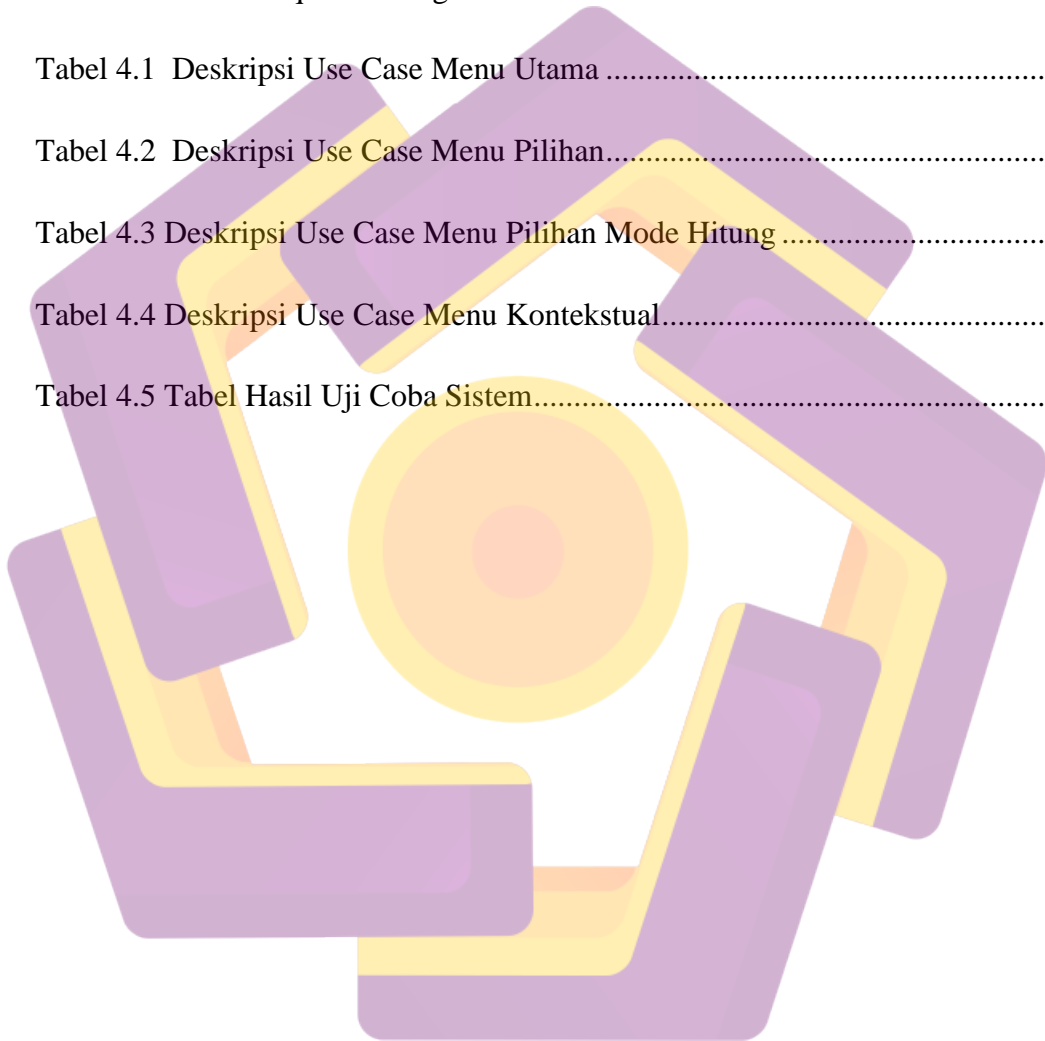 Tabel 4.1  Deskripsi Use Case Menu Utama ......................................................
Tabel 4.2  Deskripsi Use Case Menu Pilihan......................................................
Tabel 4.3 Deskripsi Use Case Menu Pilihan Mode Hitung ................................
Tabel 4.4 Deskripsi Use Case Menu Kontekstual...............................................
Tabel 4.5 Tabel Hasil Uji Coba Sistem...............................................................